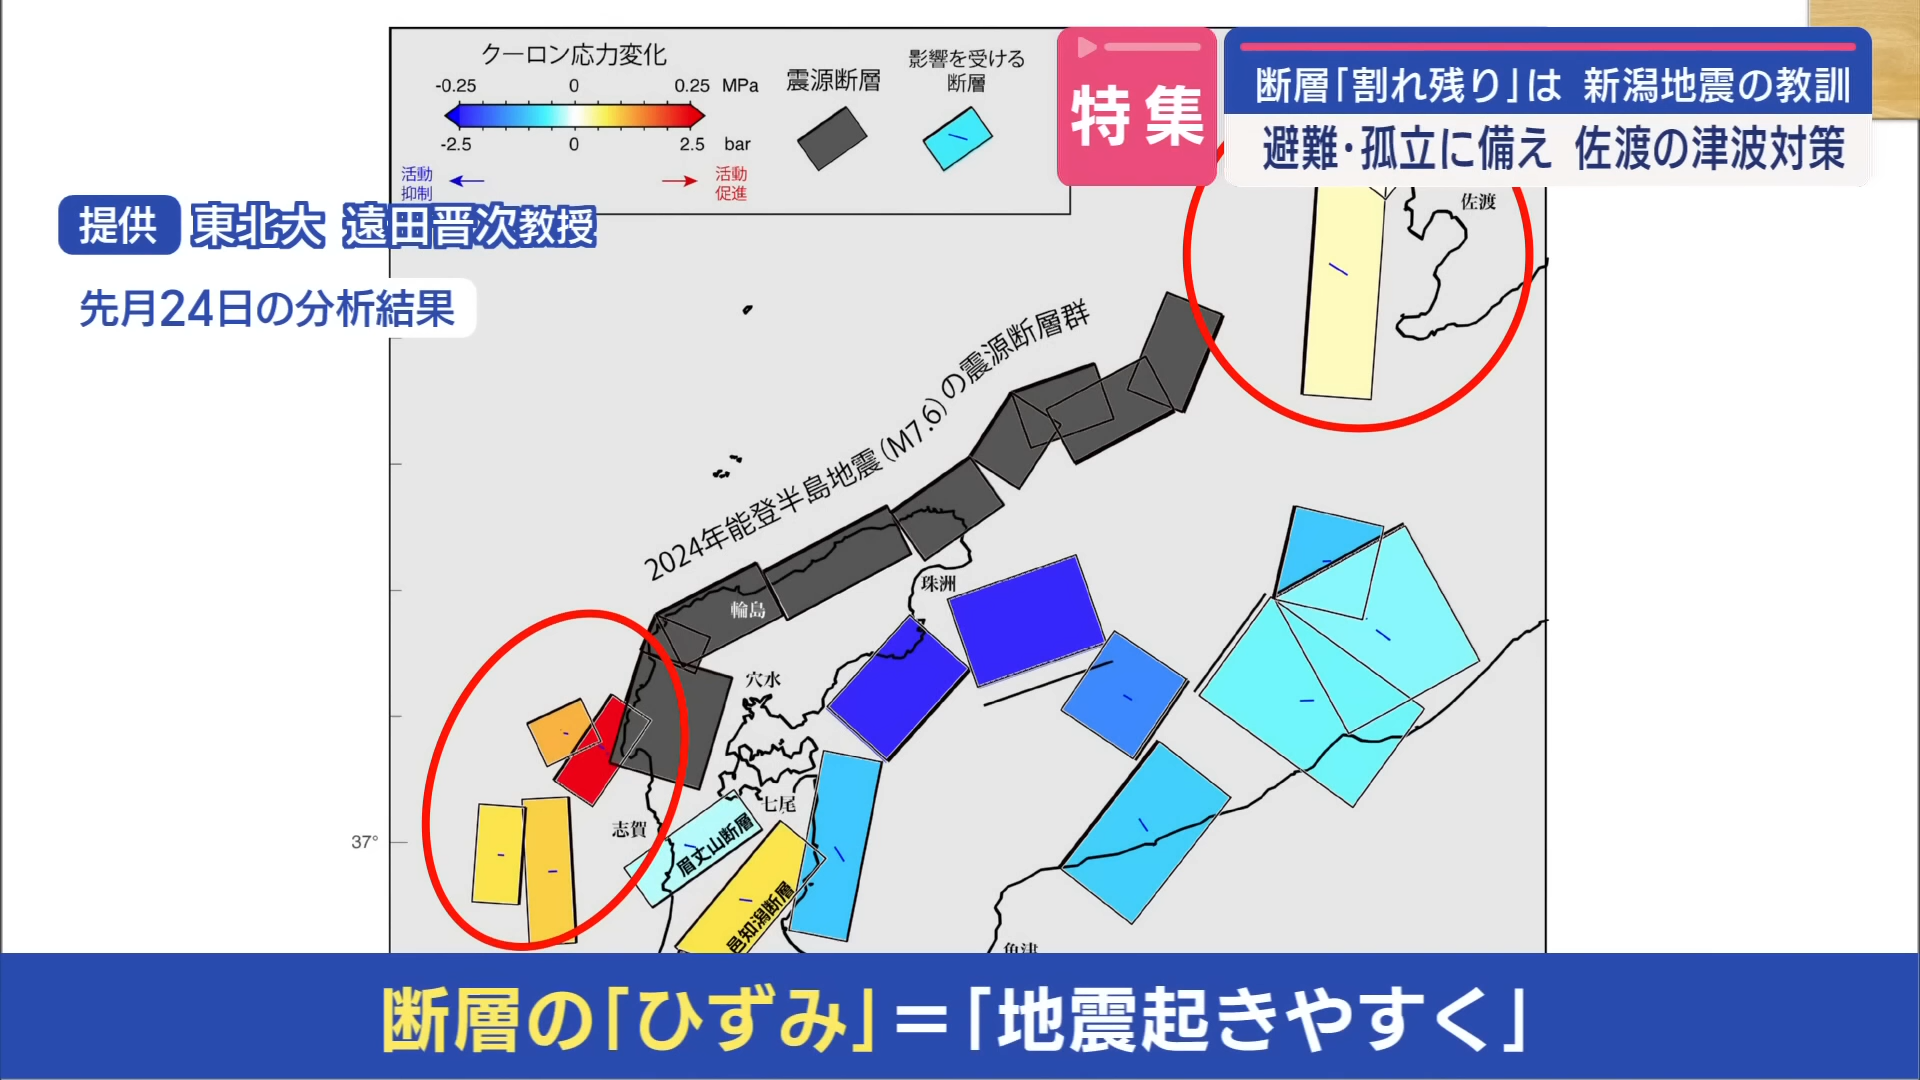 クーロン応力変化
-0.25 0 0.25 MPa
-2.5 0 2.5 bar
活動
抑制
活動
促進
震源断層
影響を受ける
断層
特集
断層「割れ残り」は 新潟地震の教訓
避難・孤立に備え 佐渡の津波対策
提供 東北大 遠田晋次教授
先月24日の分析結果
佐渡
2024年能登半島地震(M7.6)の震源断層群
珠洲
輪島
穴水
七尾
志賀
37°
眉丈山断層
邑知潟断層
魚津
断層の「ひずみ」=「地震起きやすく」